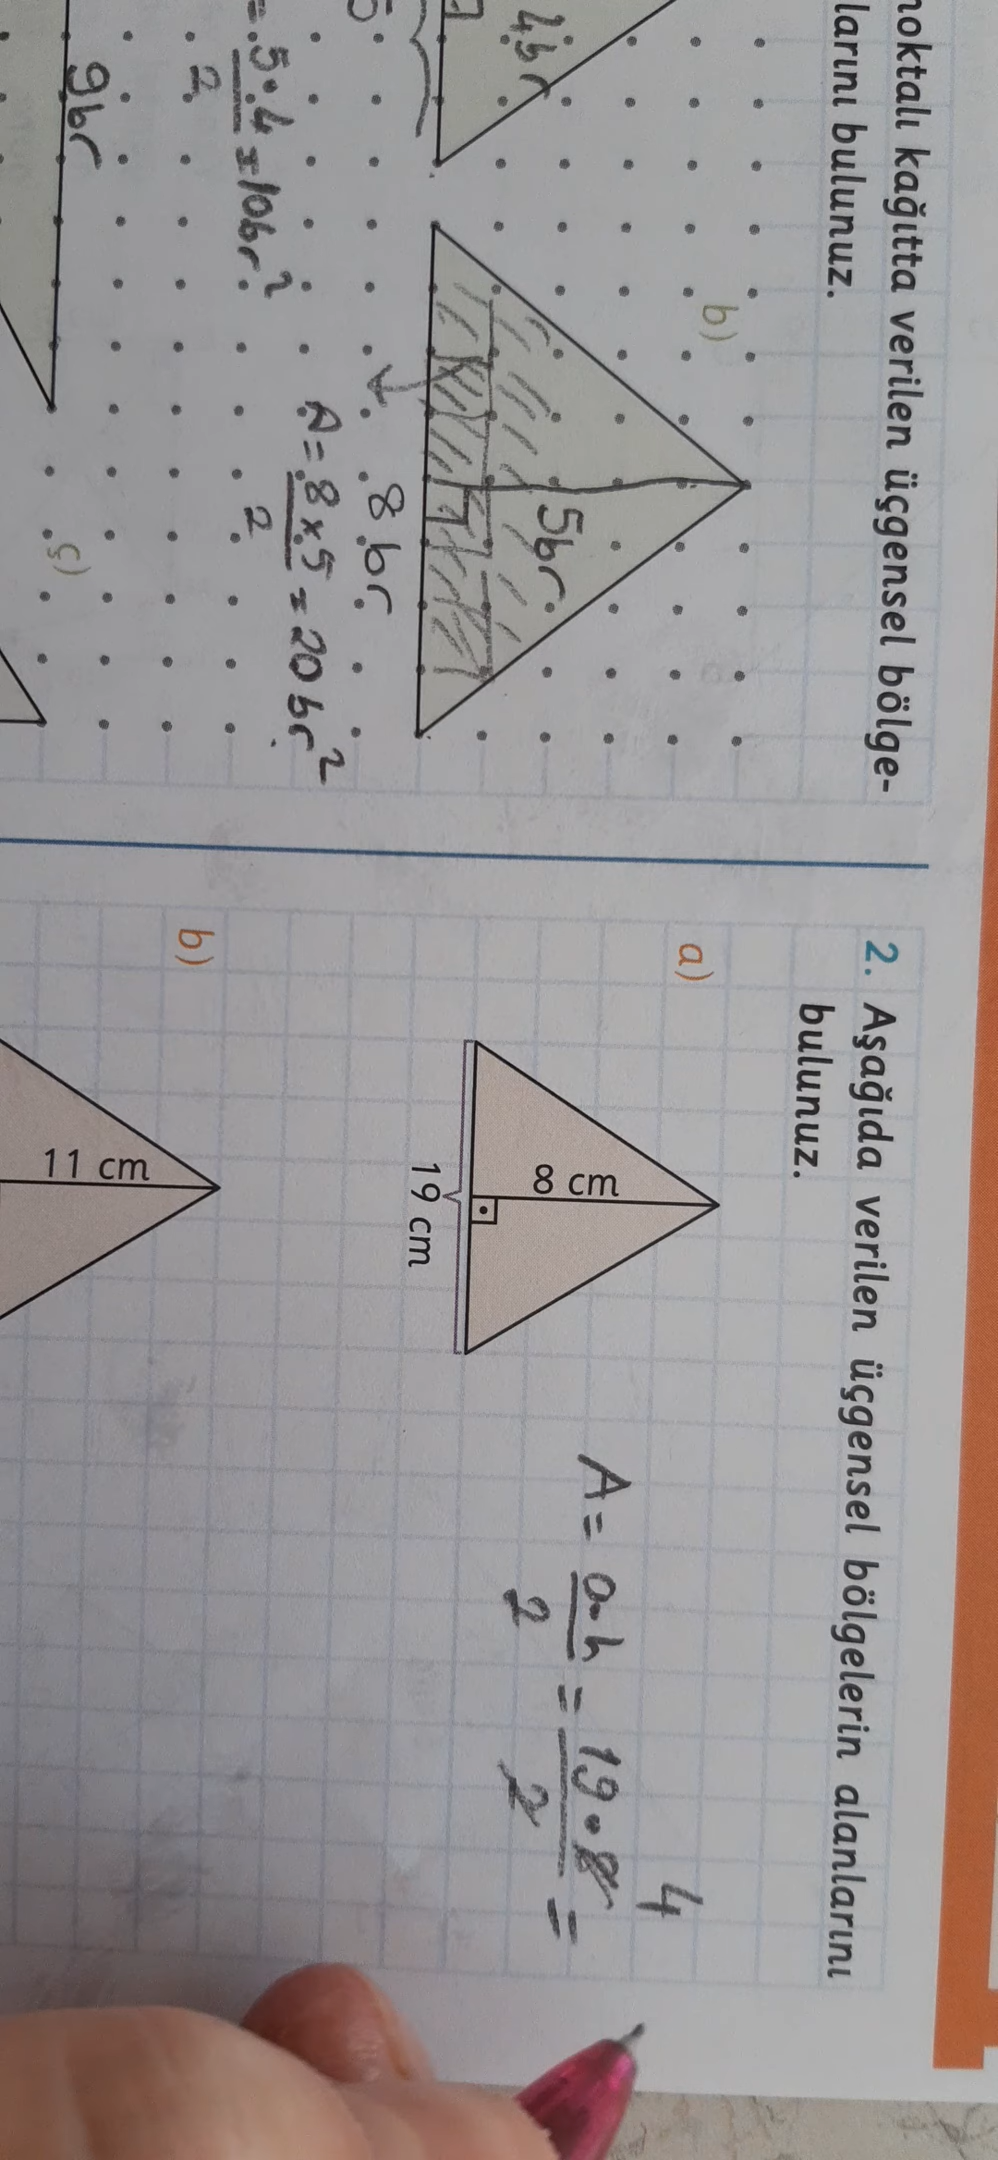 noktalı kağıtta verilen üçgensel bölge-
larını bulunuz.
4br
= 5.4 = 10br²
2
9br
b)
5br
8br
A = 8x5 = 20br²
2
ç)
2. Aşağıda verilen üçgensel bölgelerin alanlarını
bulunuz.
a)
8 cm
19 cm
4
A = a.h = 19.8 =
2 2
b)
11 cm